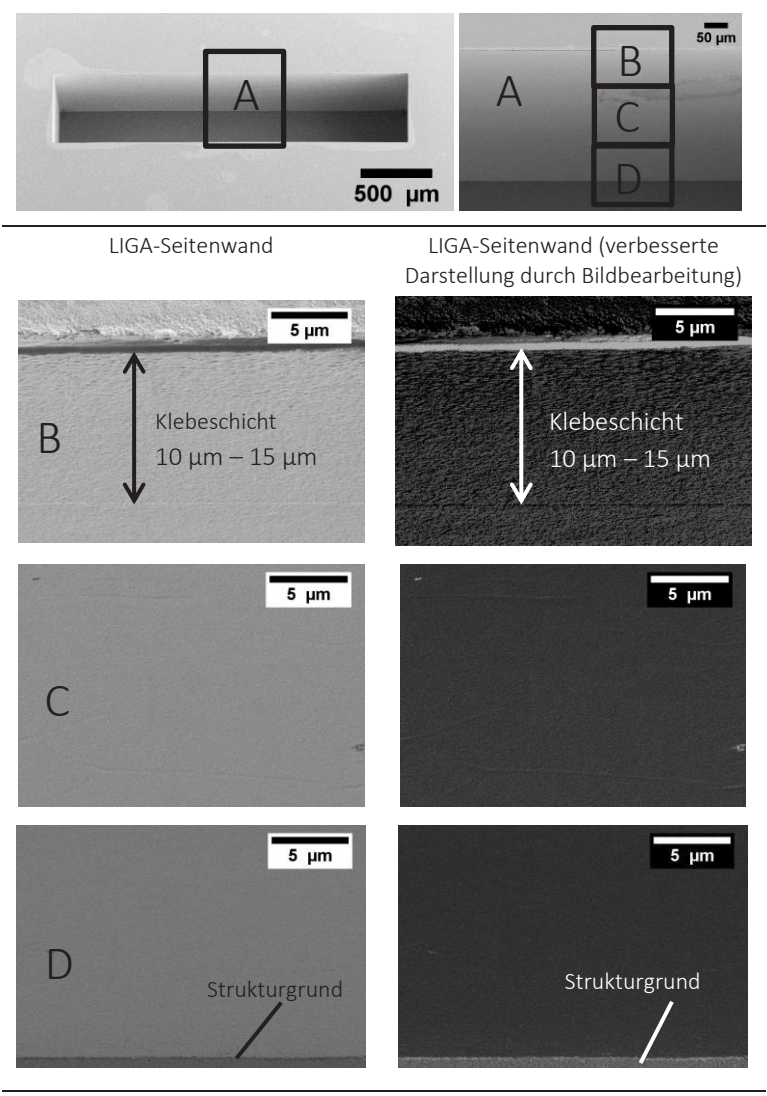 A
500 µm
50 µm
A
B
C
D
LIGA-Seitenwand
LIGA-Seitenwand (verbesserte
Darstellung durch Bildbearbeitung)
5 µm
B
Klebeschicht
10 µm – 15 µm
5 µm
Klebeschicht
10 µm – 15 µm
5 µm
C
5 µm
5 µm
D
Strukturgrund
5 µm
Strukturgrund